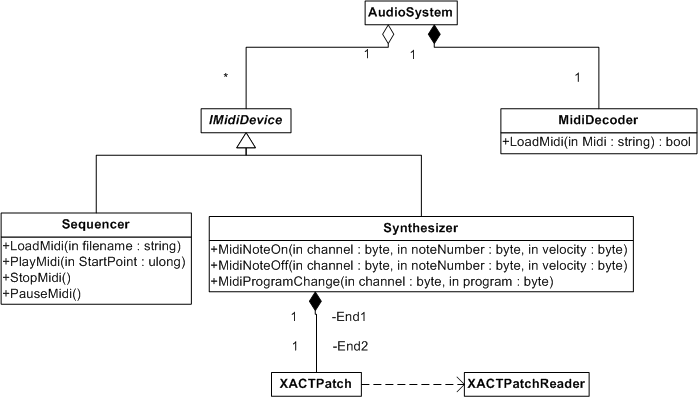 AudioSystem
1
1
*
1
IMidiDevice
MidiDecoder
+LoadMidi(in Midi : string) : bool
Sequencer
+LoadMidi(in filename : string)
+PlayMidi(in StartPoint : ulong)
+StopMidi()
+PauseMidi()
Synthesizer
+MidiNoteOn(in channel : byte, in noteNumber : byte, in velocity : byte)
+MidiNoteOff(in channel : byte, in noteNumber : byte, in velocity : byte)
+MidiProgramChange(in channel : byte, in program : byte)
1 -End1
1 -End2
XACTPatch
XACTPatchReader